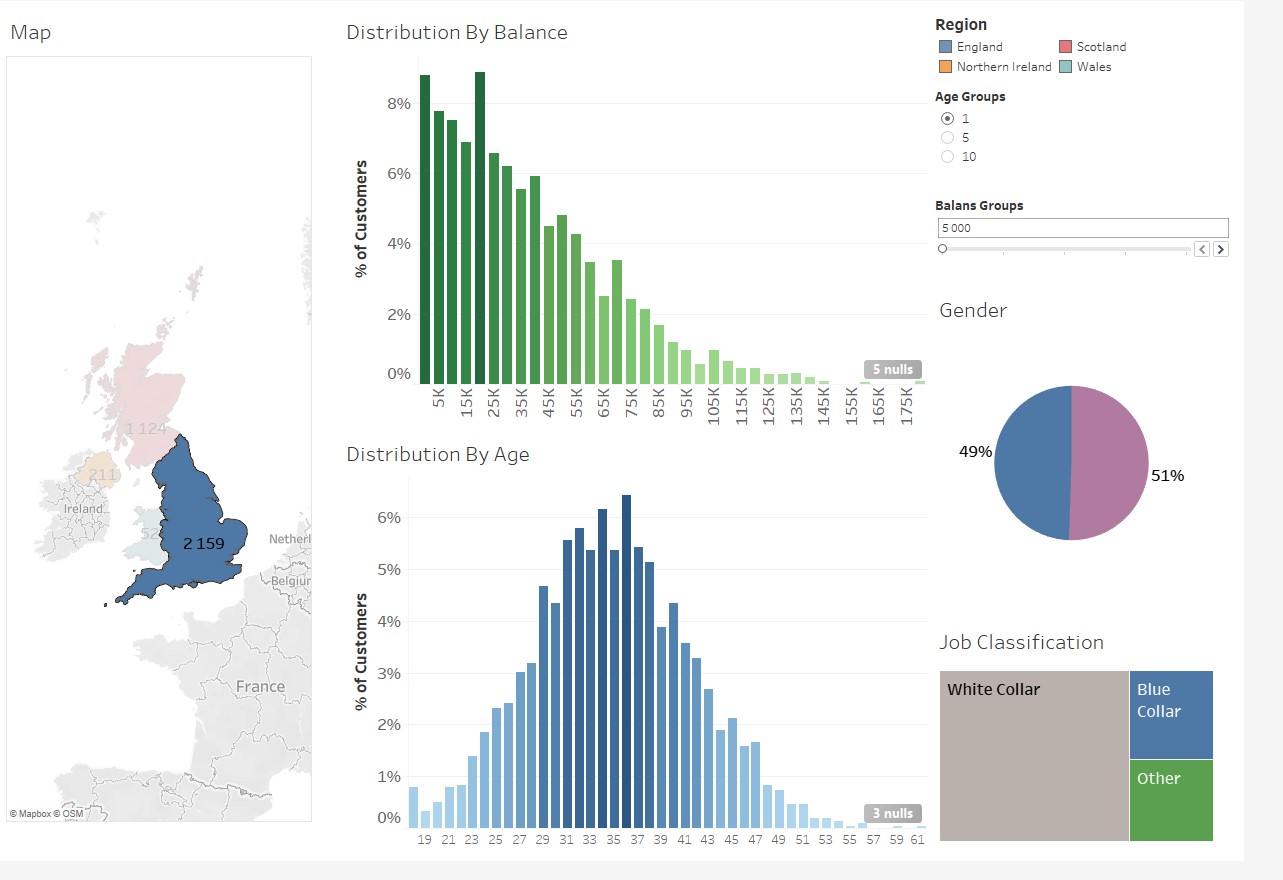 Map
1 124
211
Ireland
2 159
Netherl
Belgiur
France
© Mapbox © OSM
Distribution By Balance
% of Customers
8%
6%
4%
2%
0%
5 nulls
5K 15K 25K 35K 45K 55K 65K 75K 85K 95K 105K 115K 125K 135K 145K 155K 165K 175K
Distribution By Age
% of Customers
6%
5%
4%
3%
2%
1%
0%
3 nulls
19 21 23 25 27 29 31 33 35 37 39 41 43 45 47 49 51 53 55 57 59 61
Region
England Scotland
Northern Ireland Wales
Age Groups
1
5
10
Balans Groups
5 000
Gender
49%
51%
Job Classification
White Collar
Blue
Collar
Other